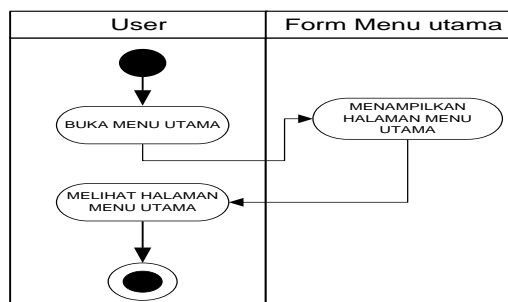 User
Form Menu utama
BUKA MENU UTAMA
MENAMPILKAN
HALAMAN MENU
UTAMA
MELIHAT HALAMAN
MENU UTAMA